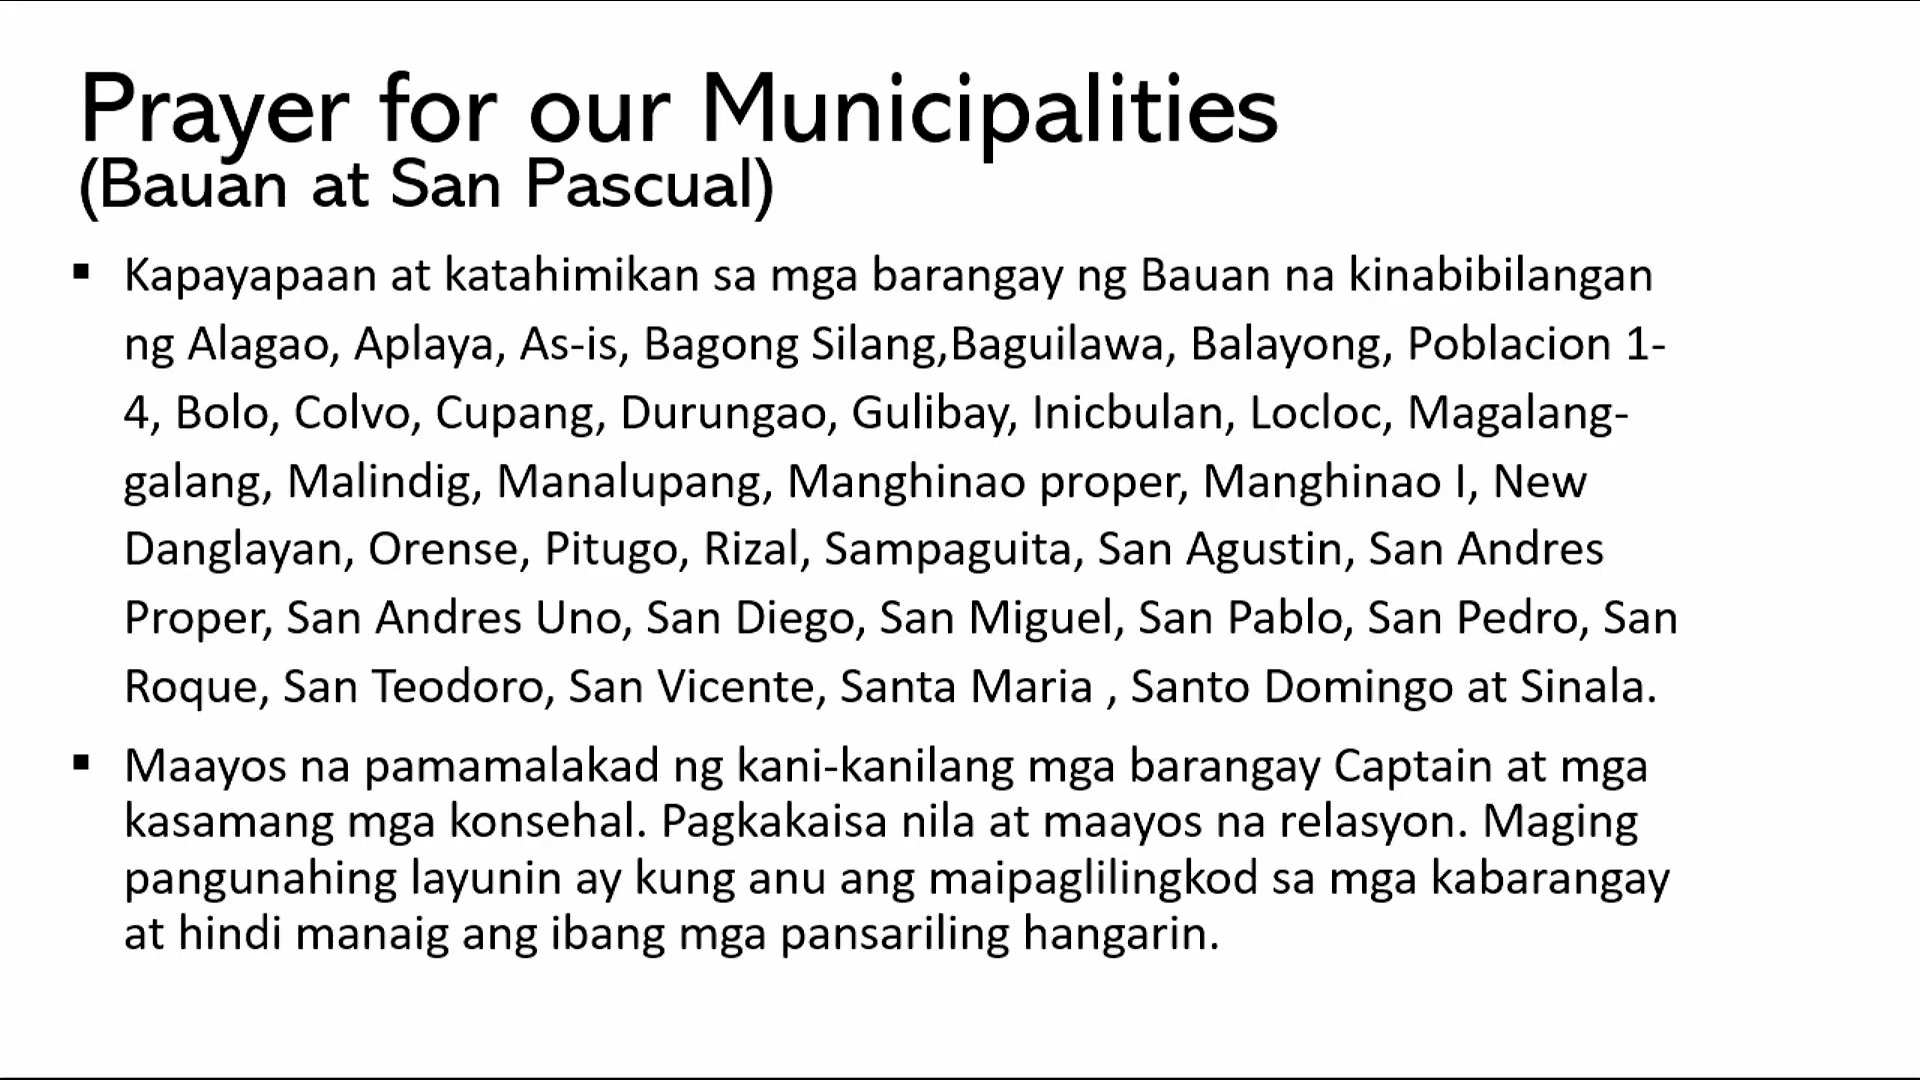 Prayer for our Municipalities
(Bauan at San Pascual)
▪ Kapayapaan at katahimikan sa mga barangay ng Bauan na kinabibilangan
ng Alagao, Aplaya, As-is, Bagong Silang,Baguilawa, Balayong, Poblacion 1-
4, Bolo, Colvo, Cupang, Durungao, Gulibay, Inicbulan, Locloc, Magalang-
galang, Malindig, Manalupang, Manghinao proper, Manghinao I, New
Danglayan, Orense, Pitugo, Rizal, Sampaguita, San Agustin, San Andres
Proper, San Andres Uno, San Diego, San Miguel, San Pablo, San Pedro, San
Roque, San Teodoro, San Vicente, Santa Maria , Santo Domingo at Sinala.
▪ Maayos na pamamalakad ng kani-kanilang mga barangay Captain at mga
kasamang mga konsehal. Pagkakaisa nila at maayos na relasyon. Maging
pangunahing layunin ay kung anu ang maipaglilingkod sa mga kabarangay
at hindi manaig ang ibang mga pansariling hangarin.